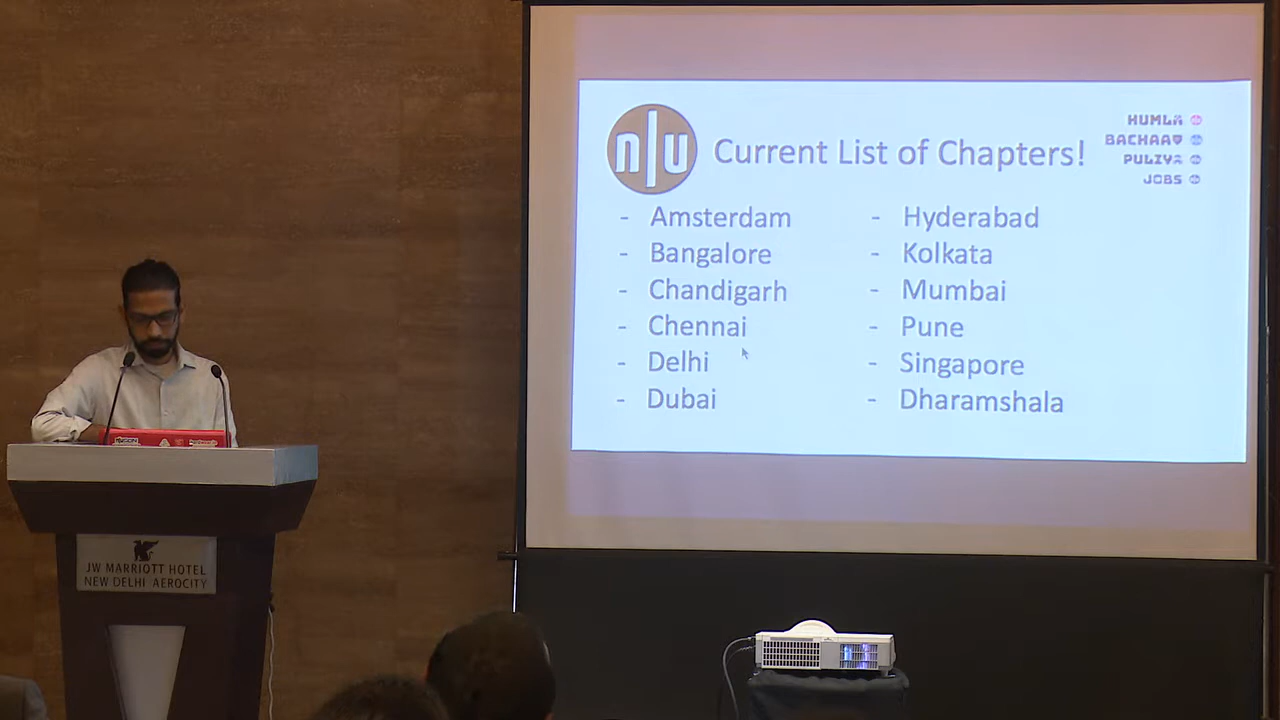 n|u
Current List of Chapters!
HUMLA
BACHAAV
PULIYA
JOBS
- Amsterdam
- Bangalore
- Chandigarh
- Chennai
- Delhi
- Dubai
- Hyderabad
- Kolkata
- Mumbai
- Pune
- Singapore
- Dharamshala
JW MARRIOTT HOTEL
NEW DELHI AEROCITY